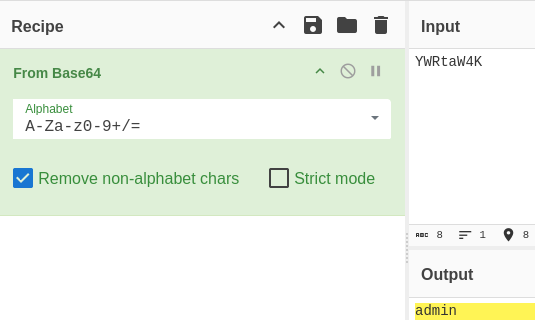 Recipe
From Base64
Alphabet
A-Za-z0-9+/=
Remove non-alphabet chars
Strict mode
Input
YWRtaW4K
ABC 8 1 8
Output
admin